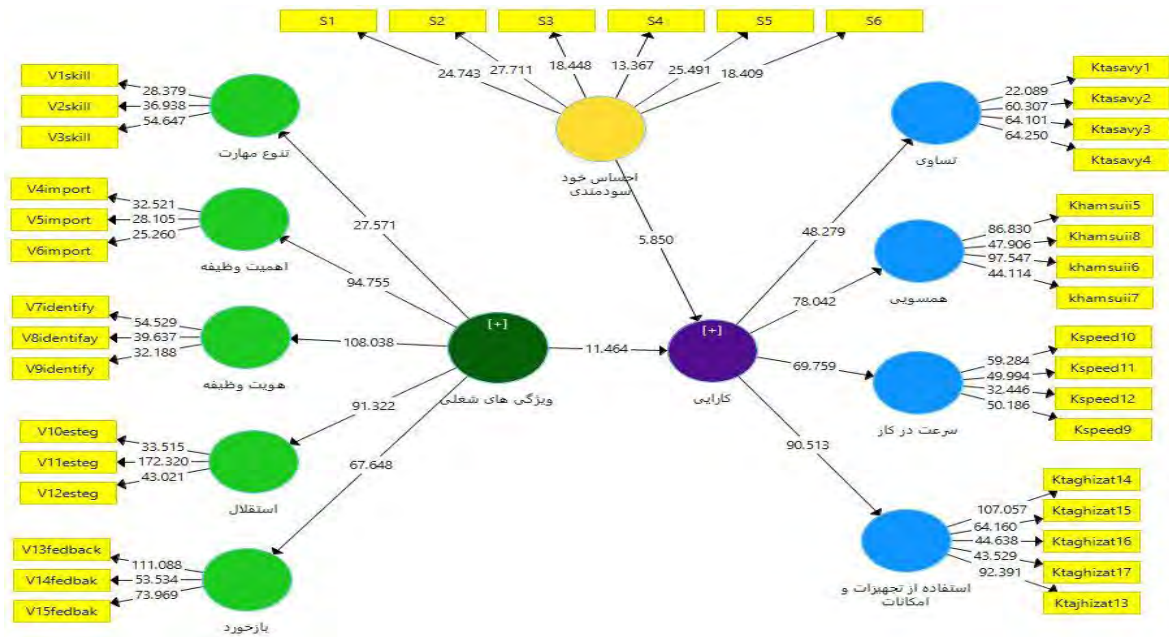 S1
S2
S3
S4
S5
S6
24.743
27.711
18.448
13.367
25.491
18.409
احساس خود
سودمندی
5.850
V1skill
V2skill
V3skill
28.379
36.938
54.647
تنوع مهارت
27.571
V4import
V5import
V6import
32.521
28.105
25.260
اهمیت وظیفه
94.755
V7identify
V8identifay
V9identify
54.529
39.637
32.188
هویت وظیفه
108.038
V10esteg
V11esteg
V12esteg
33.515
172.320
43.021
استقلال
91.322
V13fedback
V14fedbak
V15fedbak
111.088
53.534
73.969
بازخورد
67.648
[+]
ویژگی های شغلی
11.464
[+]
کارایی
48.279
تساوی
22.089
60.307
64.101
64.250
Ktasavy1
Ktasavy2
Ktasavy3
Ktasavy4
78.042
همسویی
86.830
47.906
97.547
44.114
Khamsuii5
Khamsuii8
khamsuii6
khamsuii7
69.759
سرعت در کار
59.284
49.994
32.446
50.186
Kspeed10
Kspeed11
Kspeed12
Kspeed9
90.513
استفاده از تجهیزات و
امکانات
107.057
64.160
44.638
43.529
92.391
Ktaghizat14
Ktaghizat15
Ktaghizat16
Ktaghizat17
Ktajhizat13